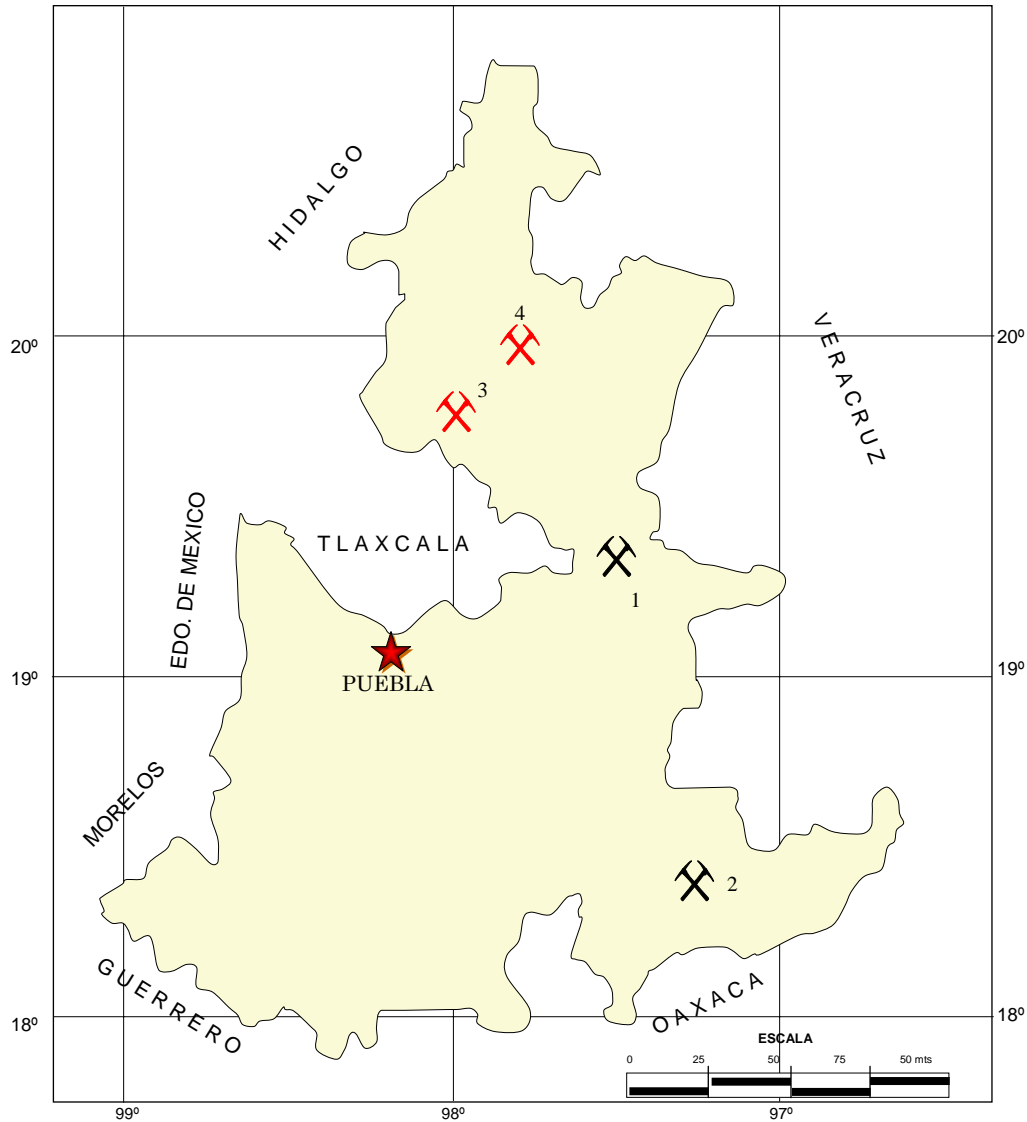 HIDALGO
4
20º
20º
VERACRUZ
3
EDO. DE MEXICO
TLAXCALA
1
19º
PUEBLA
19º
MORELOS
2
GUERRERO
OAXACA
18º
18º
ESCALA
0 25 50 75 50 mts
99º 98º 97º